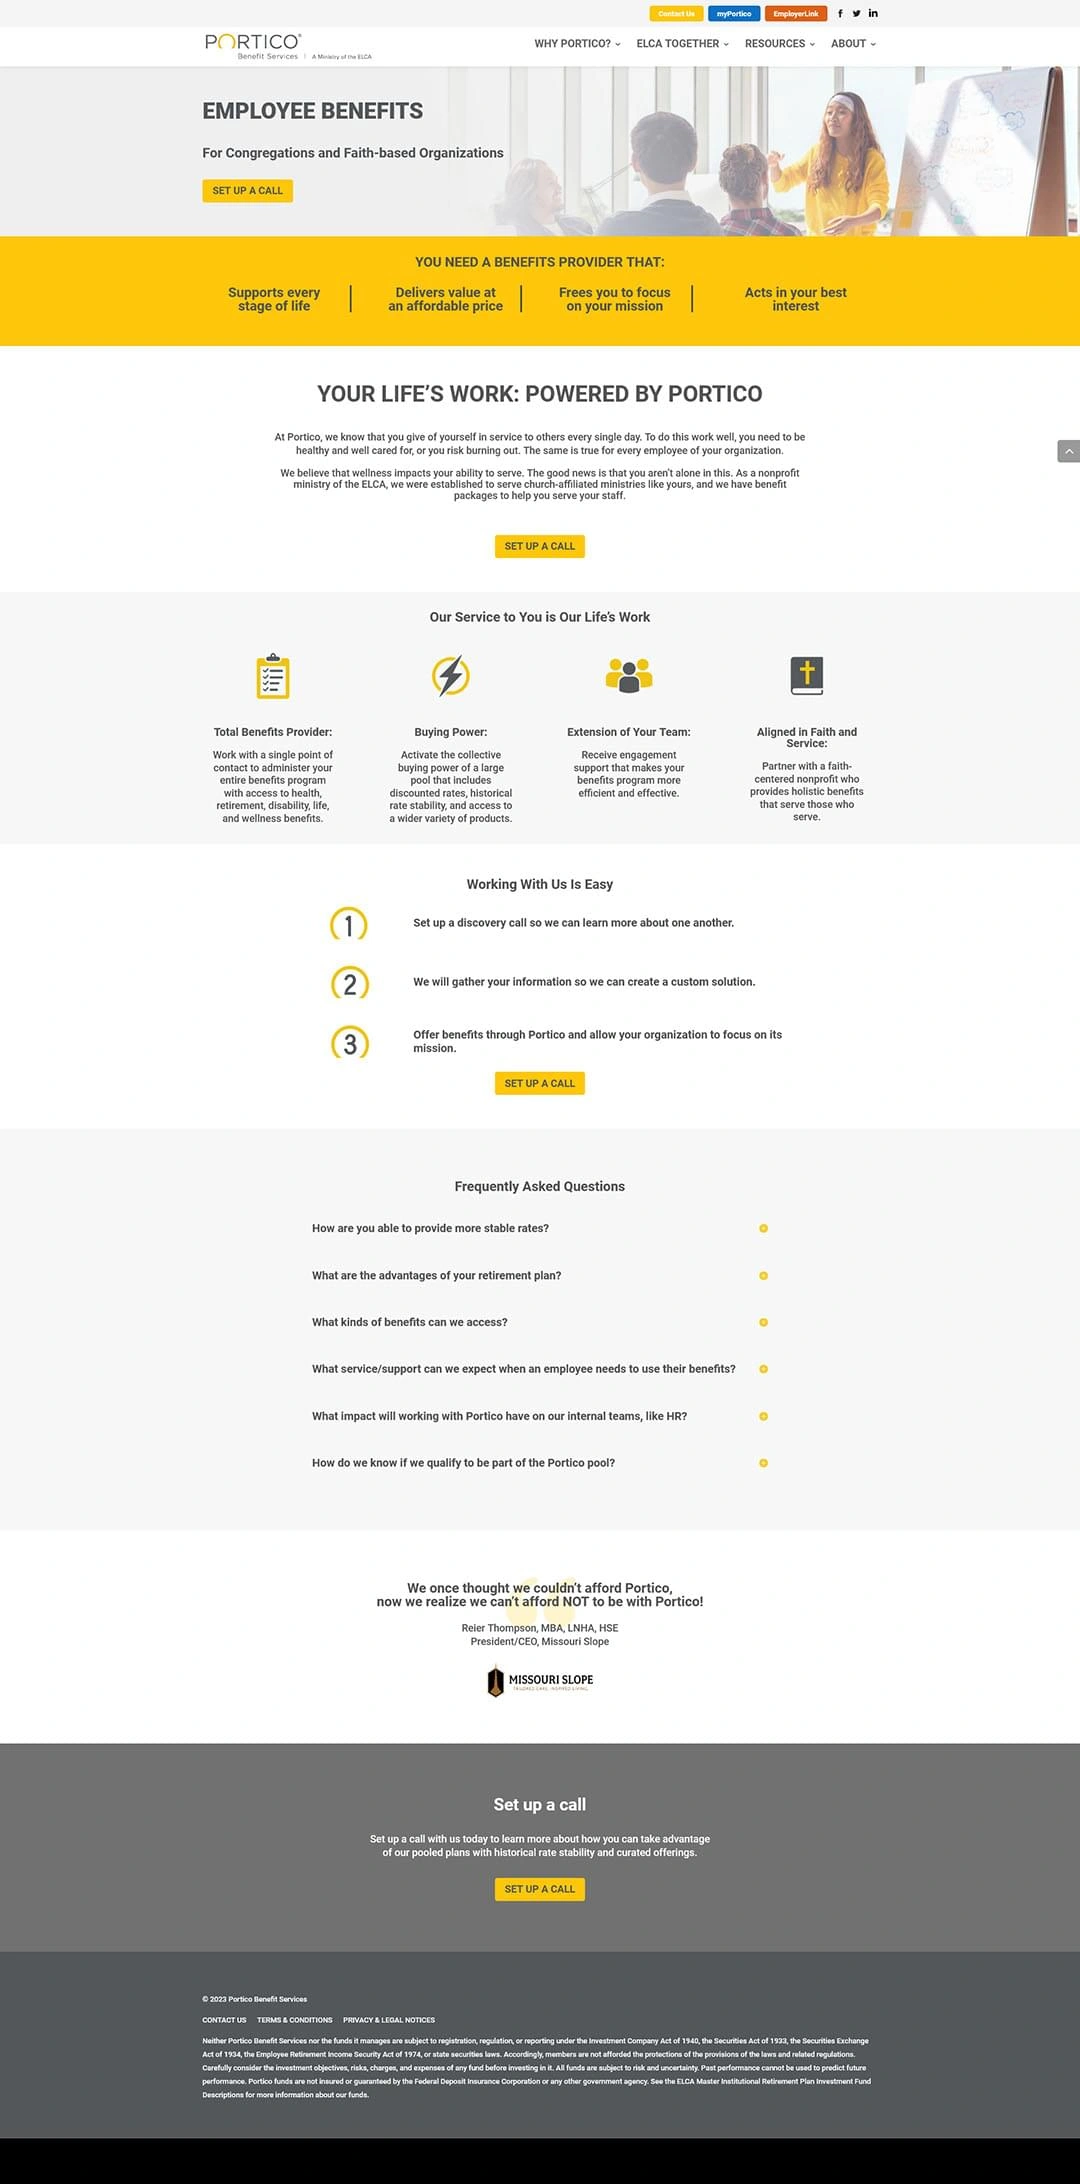 Contact Us myPortico EmployerLink
PORTICO®
Benefit Services | A Ministry of the ELCA
WHY PORTICO? ELCA TOGETHER RESOURCES ABOUT
EMPLOYEE BENEFITS
For Congregations and Faith-based Organizations
SET UP A CALL
YOU NEED A BENEFITS PROVIDER THAT:
Supports every
stage of life
Delivers value at
an affordable price
Frees you to focus
on your mission
Acts in your best
interest
YOUR LIFE’S WORK: POWERED BY PORTICO
At Portico, we know that you give of yourself in service to others every single day. To do this work well, you need to be
healthy and well cared for, or you risk burning out. The same is true for every employee of your organization.
We believe that wellness impacts your ability to serve. The good news is that you aren’t alone in this. As a nonprofit
ministry of the ELCA, we were established to serve church-affiliated ministries like yours, and we have benefit
packages to help you serve your staff.
SET UP A CALL
Our Service to You is Our Life’s Work
Total Benefits Provider:
Work with a single point of
contact to administer your
entire benefits program
with access to health,
retirement, disability, life,
and wellness benefits.
Buying Power:
Activate the collective
buying power of a large
pool that includes
discounted rates, historical
rate stability, and access to
a wider variety of products.
Extension of Your Team:
Receive engagement
support that makes your
benefits program more
efficient and effective.
Aligned in Faith and
Service:
Partner with a faith-
centered nonprofit who
provides holistic benefits
that serve those who
serve.
Working With Us Is Easy
1
Set up a discovery call so we can learn more about one another.
2
We will gather your information so we can create a custom solution.
3
Offer benefits through Portico and allow your organization to focus on its
mission.
SET UP A CALL
Frequently Asked Questions
How are you able to provide more stable rates?
What are the advantages of your retirement plan?
What kinds of benefits can we access?
What service/support can we expect when an employee needs to use their benefits?
What impact will working with Portico have on our internal teams, like HR?
How do we know if we qualify to be part of the Portico pool?
We once thought we couldn’t afford Portico,
now we realize we can’t afford NOT to be with Portico!
Reier Thompson, MBA, LNHA, HSE
President/CEO, Missouri Slope
MISSOURI SLOPE
TAILORED CARE. INSPIRED LIVING.
Set up a call
Set up a call with us today to learn more about how you can take advantage
of our pooled plans with historical rate stability and curated offerings.
SET UP A CALL
© 2023 Portico Benefit Services
CONTACT US TERMS & CONDITIONS PRIVACY & LEGAL NOTICES
Neither Portico Benefit Services nor the funds it manages are subject to registration, regulation, or reporting under the Investment Company Act of 1940, the Securities Act of 1933, the Securities Exchange
Act of 1934, the Employee Retirement Income Security Act of 1974, or state securities laws. Accordingly, members are not afforded the protections of the provisions of the laws and related regulations.
Carefully consider the investment objectives, risks, charges, and expenses of any fund before investing in it. All funds are subject to risk and uncertainty. Past performance cannot be used to predict future
performance. Portico funds are not insured or guaranteed by the Federal Deposit Insurance Corporation or any other government agency. See the ELCA Master Institutional Retirement Plan Investment Fund
Descriptions for more information about our funds.